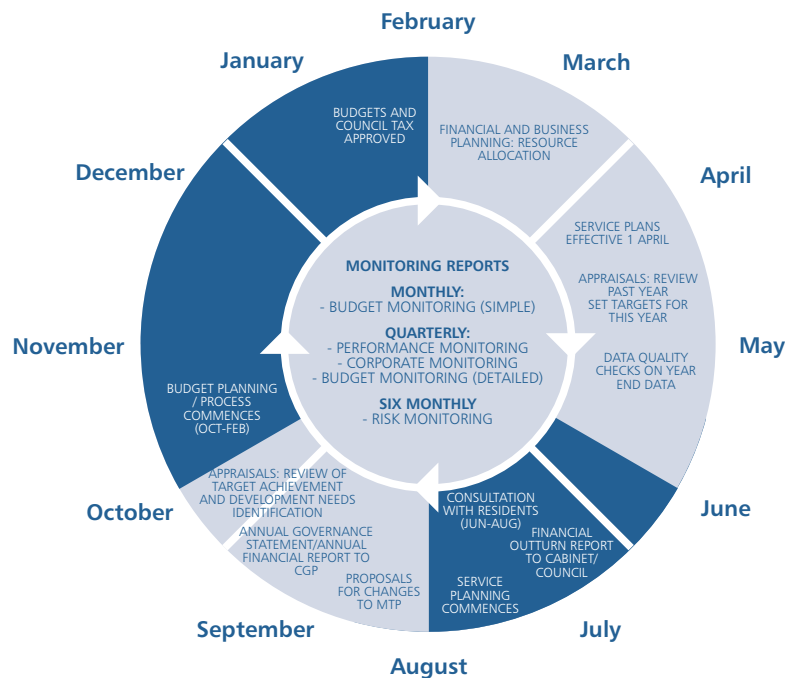 February
January
March
December
April
BUDGETS AND
COUNCIL TAX
APPROVED
FINANCIAL AND BUSINESS
PLANNING: RESOURCE
ALLOCATION
SERVICE PLANS
EFFECTIVE 1 APRIL
APPRAISALS: REVIEW
PAST YEAR
SET TARGETS FOR
THIS YEAR
DATA QUALITY
CHECKS ON YEAR
END DATA
MONITORING REPORTS
MONTHLY:
- BUDGET MONITORING (SIMPLE)
QUARTERLY:
- PERFORMANCE MONITORING
- CORPORATE MONITORING
- BUDGET MONITORING (DETAILED)
SIX MONTHLY
- RISK MONITORING
November
May
BUDGET PLANNING
/ PROCESS
COMMENCES
(OCT-FEB)
APPRAISALS: REVIEW OF
TARGET ACHIEVEMENT
AND DEVELOPMENT NEEDS
IDENTIFICATION
ANNUAL GOVERNANCE
STATEMENT/ANNUAL
FINANCIAL REPORT TO
CGP
PROPOSALS
FOR CHANGES
TO MTP
CONSULTATION
WITH RESIDENTS
(JUN-AUG)
FINANCIAL
OUTTURN REPORT
TO CABINET/
COUNCIL
SERVICE
PLANNING
COMMENCES
October
June
September
July
August